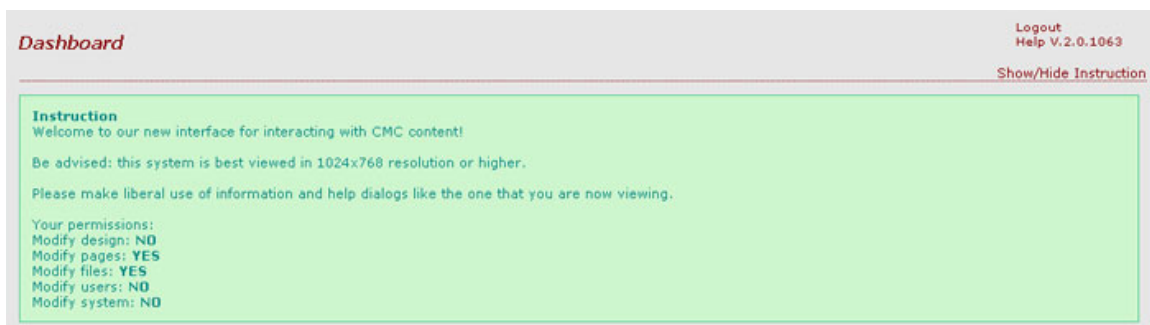 Dashboard
Logout
Help V.2.0.1063
Show/Hide Instruction
Instruction
Welcome to our new interface for interacting with CMC content!
Be advised: this system is best viewed in 1024x768 resolution or higher.
Please make liberal use of information and help dialogs like the one that you are now viewing.
Your permissions:
Modify design: NO
Modify pages: YES
Modify files: YES
Modify users: NO
Modify system: NO